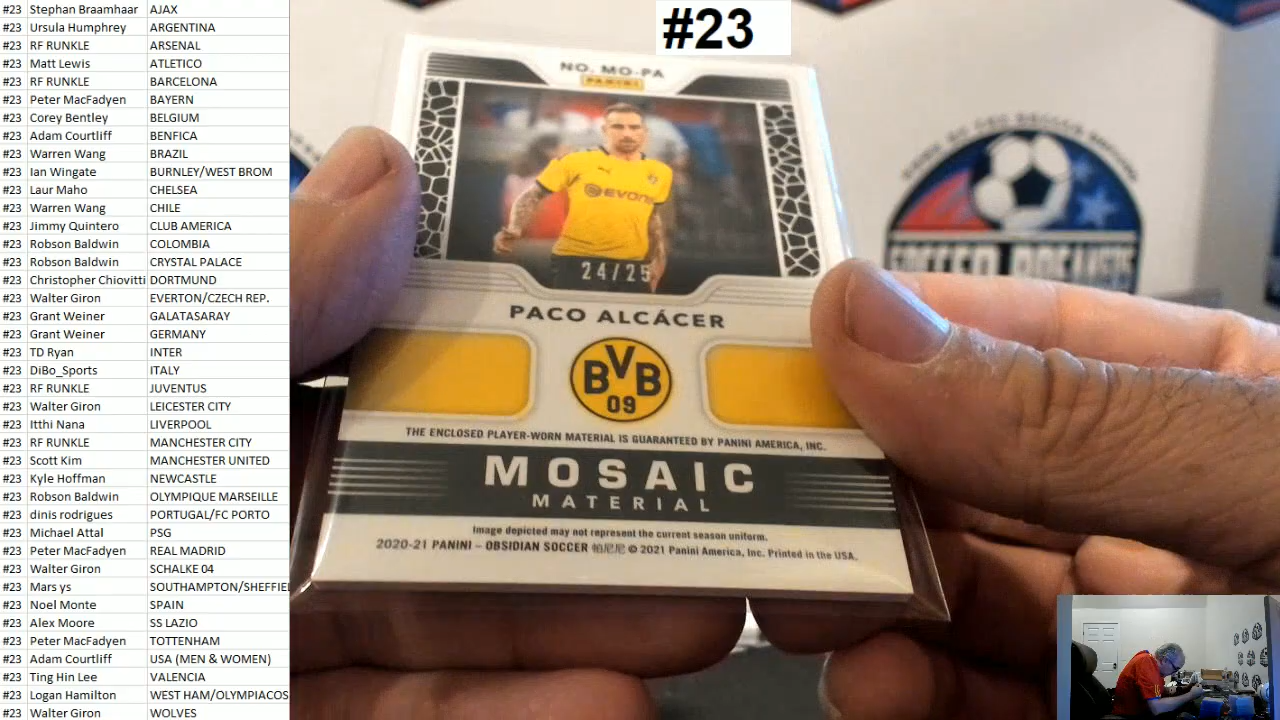 #23 Stephan Braamhaar AJAX
#23 Ursula Humphrey ARGENTINA
#23 RF RUNKLE ARSENAL
#23 Matt Lewis ATLETICO
#23 RF RUNKLE BARCELONA
#23 Peter MacFadyen BAYERN
#23 Corey Bentley BELGIUM
#23 Adam Courtliff BENFICA
#23 Warren Wang BRAZIL
#23 Ian Wingate BURNLEY/WEST BROM
#23 Laur Maho CHELSEA
#23 Warren Wang CHILE
#23 Jimmy Quintero CLUB AMERICA
#23 Robson Baldwin COLOMBIA
#23 Robson Baldwin CRYSTAL PALACE
#23 Christopher Chiovitti DORTMUND
#23 Walter Giron EVERTON/CZECH REP.
#23 Grant Weiner GALATASARAY
#23 Grant Weiner GERMANY
#23 TD Ryan INTER
#23 DiBo_Sports ITALY
#23 RF RUNKLE JUVENTUS
#23 Walter Giron LEICESTER CITY
#23 Itthi Nana LIVERPOOL
#23 RF RUNKLE MANCHESTER CITY
#23 Scott Kim MANCHESTER UNITED
#23 Kyle Hoffman NEWCASTLE
#23 Robson Baldwin OLYMPIQUE MARSEILLE
#23 dinis rodrigues PORTUGAL/FC PORTO
#23 Michael Attal PSG
#23 Peter MacFadyen REAL MADRID
#23 Walter Giron SCHALKE 04
#23 Mars ys SOUTHAMPTON/SHEFFIE
#23 Noel Monte SPAIN
#23 Alex Moore SS LAZIO
#23 Peter MacFadyen TOTTENHAM
#23 Adam Courtliff USA (MEN & WOMEN)
#23 Ting Hin Lee VALENCIA
#23 Logan Hamilton WEST HAM/OLYMPIACOS
#23 Walter Giron WOLVES
#23
NO. MO-PA
PANINI
EVONI
24/25
PACO ALCÁCER
BVB
09
THE ENCLOSED PLAYER-WORN MATERIAL IS GUARANTEED BY PANINI AMERICA, INC.
MOSAIC
MATERIAL
Image depicted may not represent the current season uniform.
2020-21 PANINI – OBSIDIAN SOCCER 帕尼尼 © 2021 Panini America, Inc. Printed in the USA.
SOCCER BREAKERS